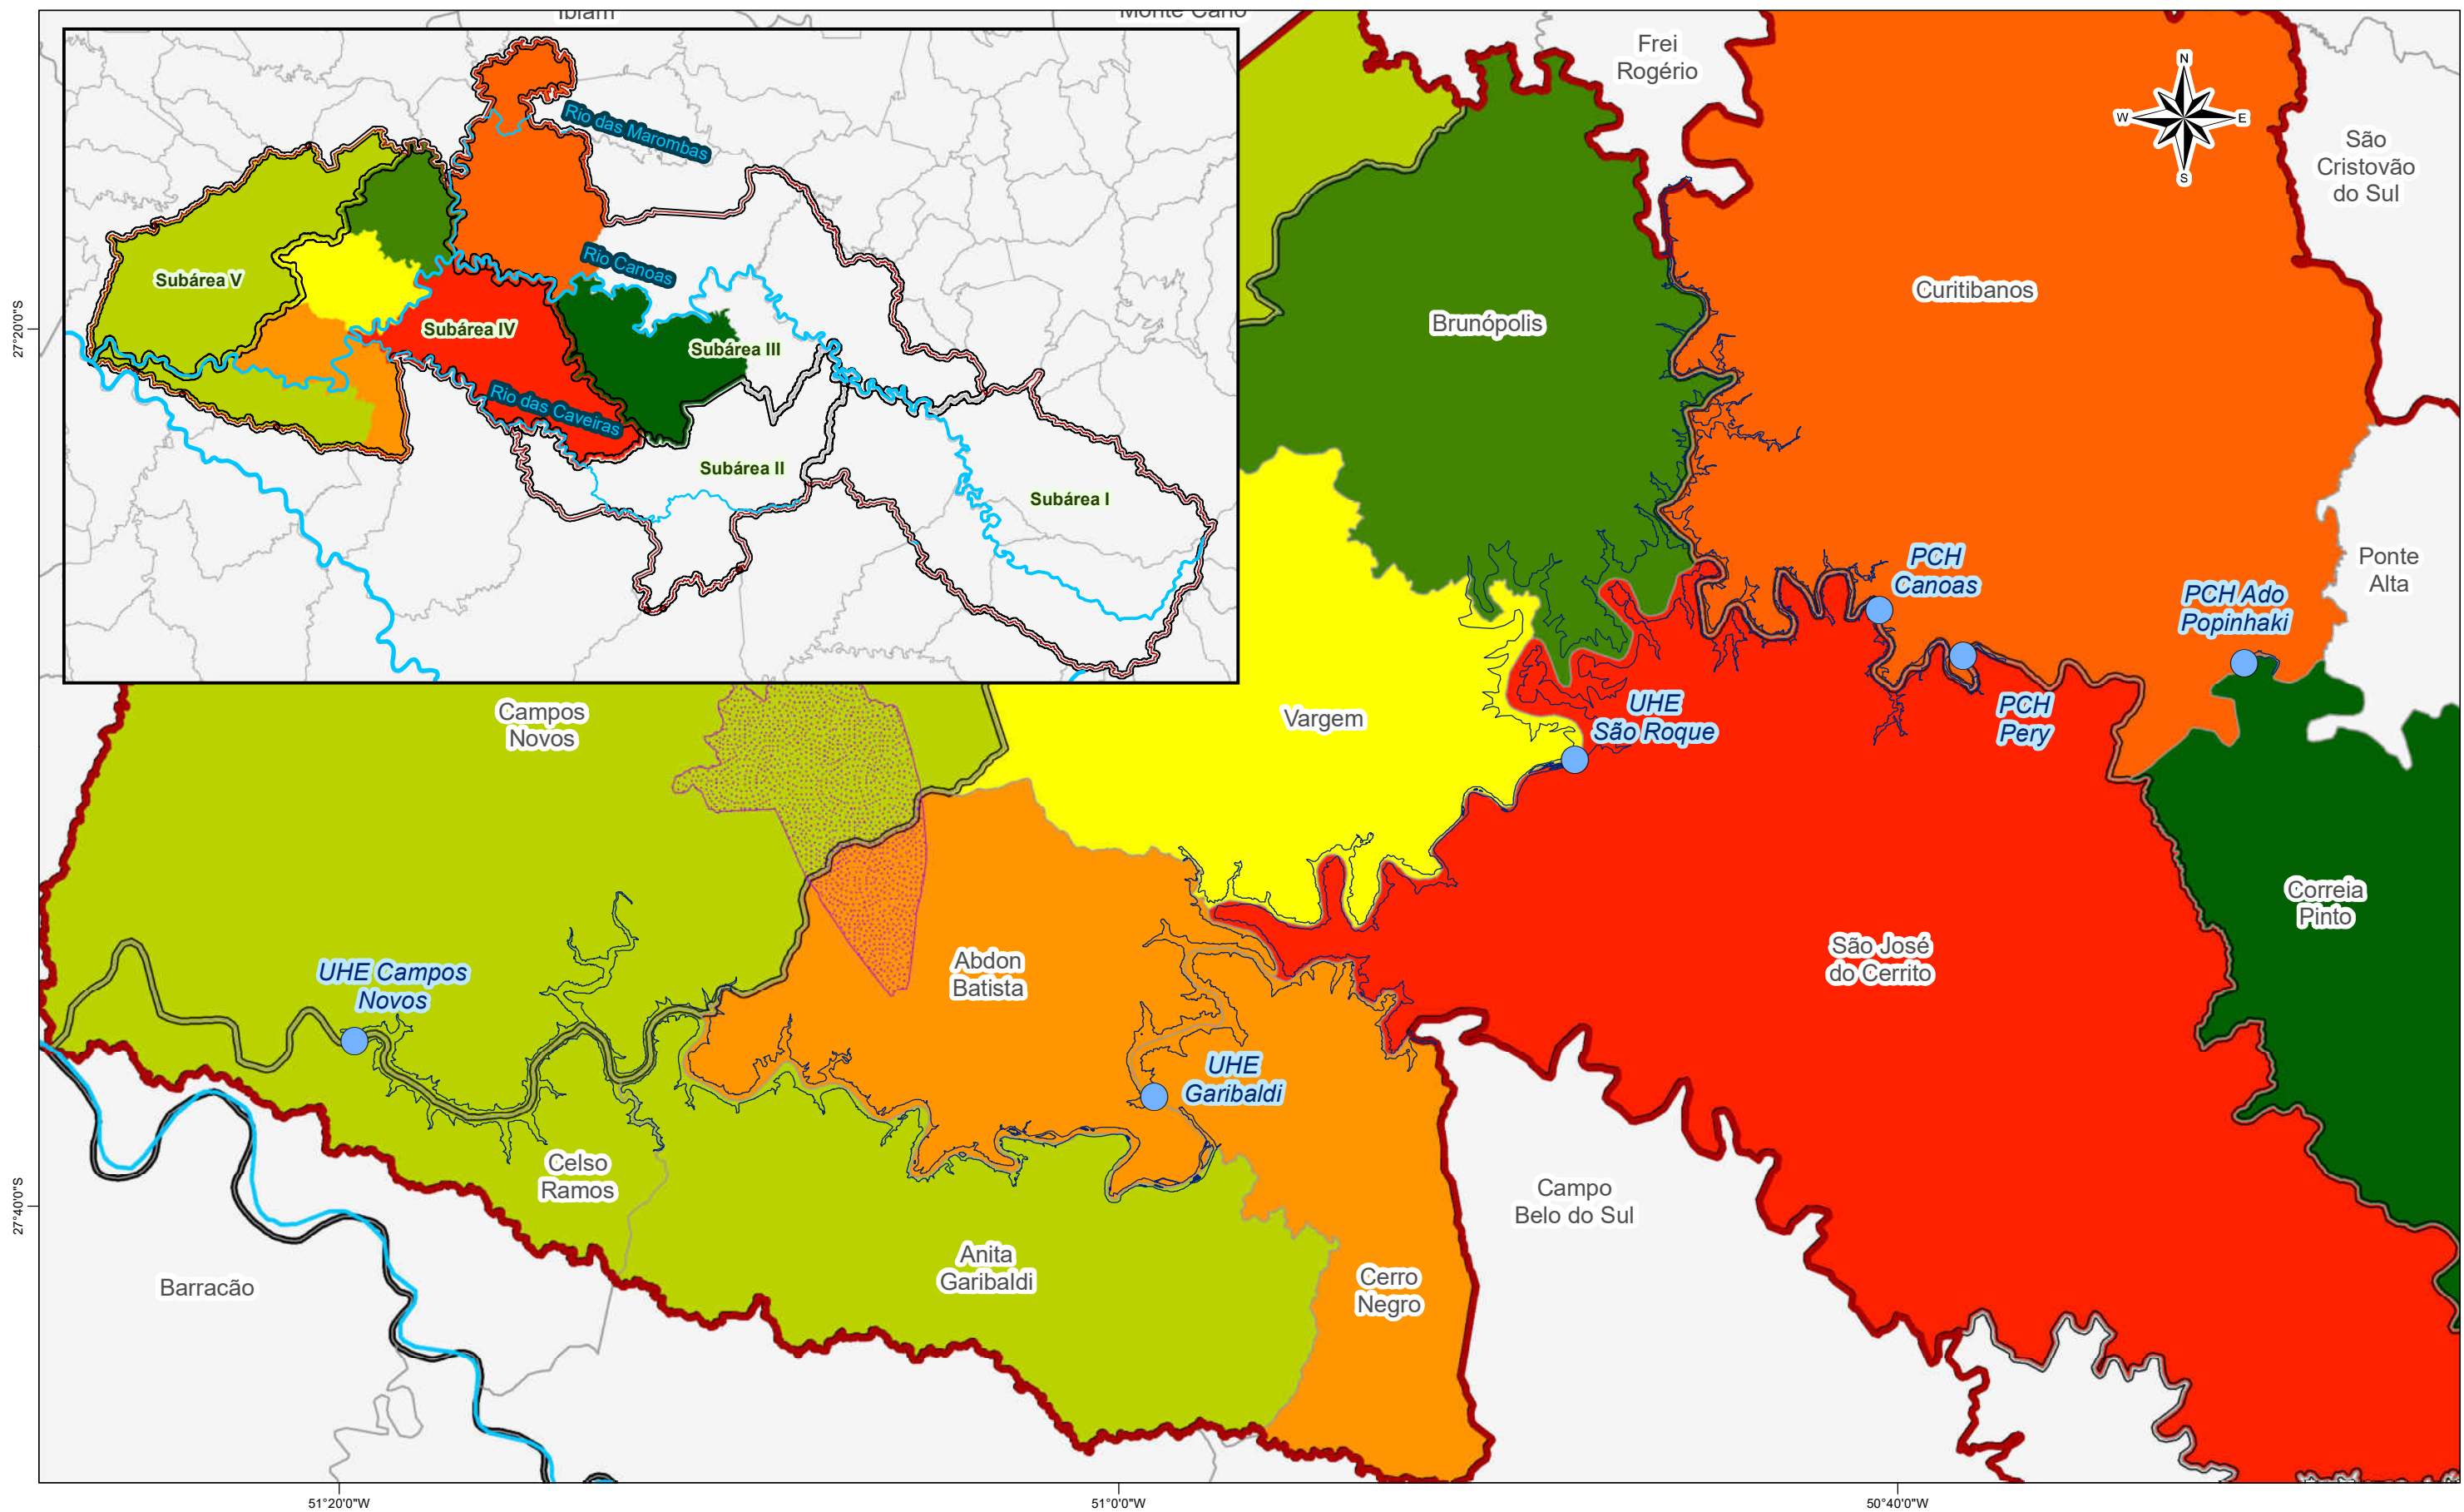 Rio das Marombas
Rio Canoas
Subárea V
Subárea IV
Subárea III
Rio das Caveiras
Subárea II
Subárea I
Frei
Rogério
N
W
E
S
São
Cristovão
do Sul
Curitibanos
Brunópolis
27°20'0"S
PCH
Canoas
PCH Ado
Popinhaki
Ponte
Alta
Campos
Novos
Vargem
UHE
São Roque
PCH
Pery
Correia
Pinto
São José
do Cerrito
Abdon
Batista
UHE Campos
Novos
UHE
Garibaldi
Celso
Ramos
Campo
Belo do Sul
27°40'0"S
Anita
Garibaldi
Cerro
Negro
Barracão
51°20'0"W
51°0'0"W
50°40'0"W